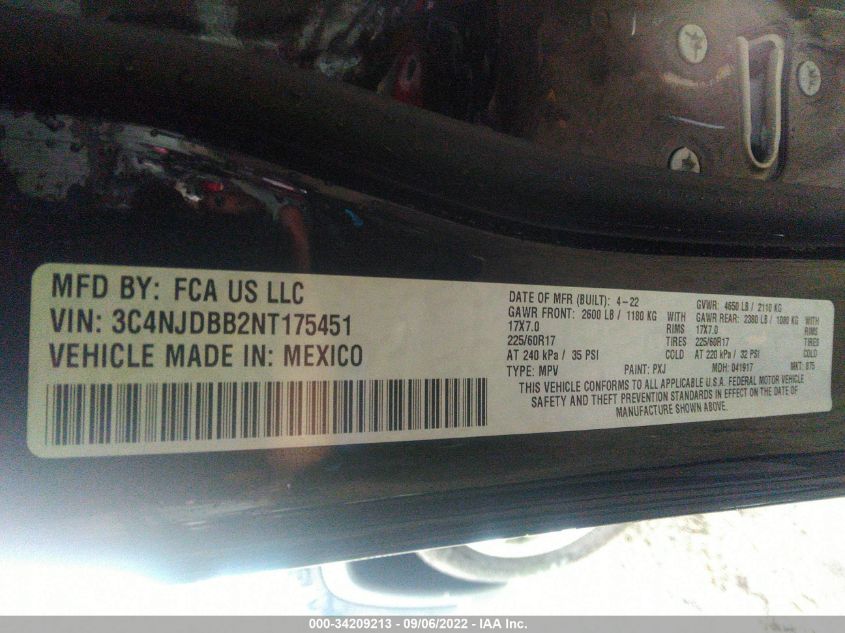 MFD BY: FCA US LLC
VIN: 3C4NJDBB2NT175451
VEHICLE MADE IN: MEXICO
DATE OF MFR (BUILT): 4-22 GVWR: 4650 LB / 2110 KG
GAWR FRONT: 2600 LB / 1180 KG WITH GAWR REAR: 2380 LB / 1080 KG WITH
17X7.0 RIMS 17X7.0 RIMS
225/60R17 TIRES 225/60R17 TIRES
AT 240 kPa / 35 PSI COLD AT 220 kPa / 32 PSI COLD
TYPE: MPV PAINT: PXJ MDH: 041917 MKT: B75
THIS VEHICLE CONFORMS TO ALL APPLICABLE U.S.A. FEDERAL MOTOR VEHICLE
SAFETY AND THEFT PREVENTION STANDARDS IN EFFECT ON THE DATE OF
MANUFACTURE SHOWN ABOVE.
000-34209213 - 09/06/2022 - IAA Inc.